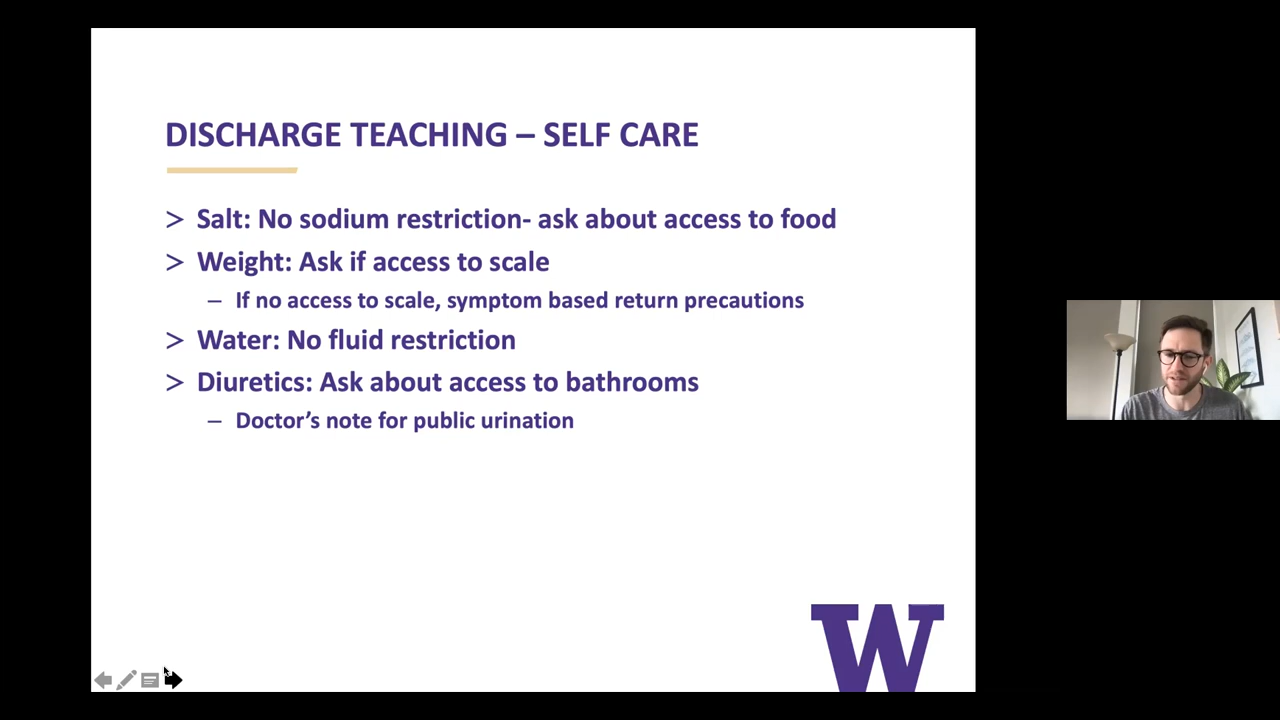 DISCHARGE TEACHING – SELF CARE
> Salt: No sodium restriction- ask about access to food
> Weight: Ask if access to scale
– If no access to scale, symptom based return precautions
> Water: No fluid restriction
> Diuretics: Ask about access to bathrooms
– Doctor’s note for public urination
W